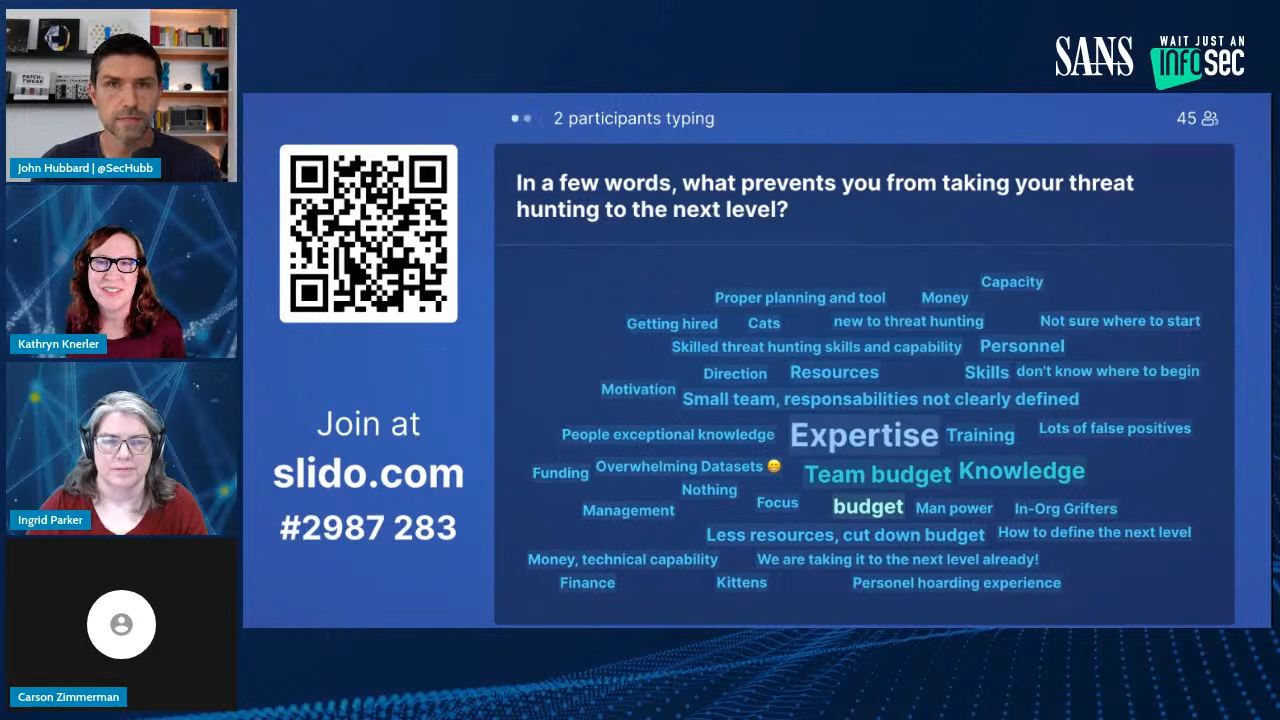 SANS
WAIT JUST AN
INFOSEC
John Hubbard | @SecHubb
Kathryn Knerler
Ingrid Parker
Carson Zimmerman
PATCH &
TWEAK
Join at
slido.com
#2987 283
2 participants typing
45
In a few words, what prevents you from taking your threat
hunting to the next level?
Capacity
Proper planning and tool
Money
Getting hired
Cats
new to threat hunting
Not sure where to start
Skilled threat hunting skills and capability
Personnel
Direction
Resources
Skills
don't know where to begin
Motivation
Small team, responsabilities not clearly defined
People exceptional knowledge
Expertise
Training
Lots of false positives
Funding
Overwhelming Datasets 😬
Team budget
Knowledge
Nothing
Management
Focus
budget
Man power
In-Org Grifters
Less resources, cut down budget
How to define the next level
Money, technical capability
We are taking it to the next level already!
Finance
Kittens
Personel hoarding experience